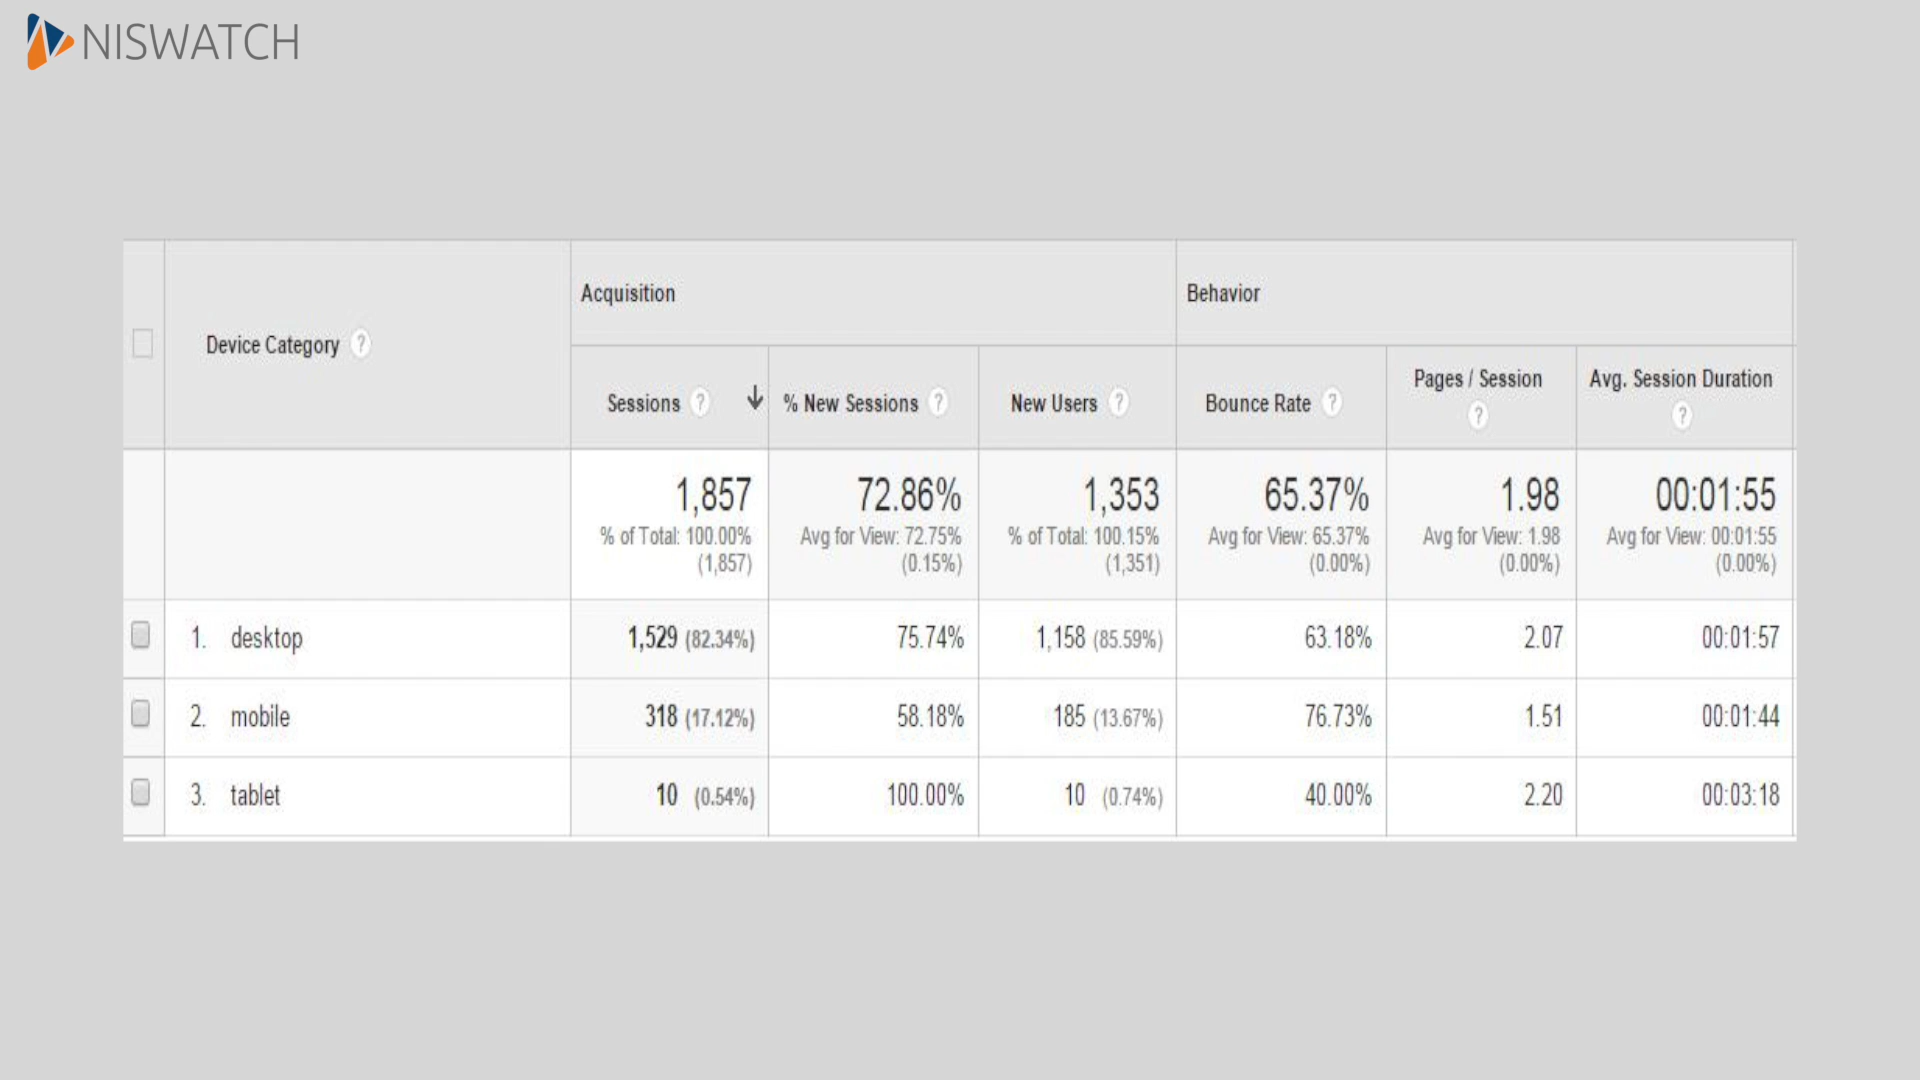 NISWATCH
Acquisition
Behavior
Device Category ?
Sessions ? ↓
% New Sessions ?
New Users ?
Bounce Rate ?
Pages / Session
?
Avg. Session Duration
?
1,857
% of Total: 100.00%
(1,857)
72.86%
Avg for View: 72.75%
(0.15%)
1,353
% of Total: 100.15%
(1,351)
65.37%
Avg for View: 65.37%
(0.00%)
1.98
Avg for View: 1.98
(0.00%)
00:01:55
Avg for View: 00:01:55
(0.00%)
1. desktop 1,529 (82.34%) 75.74% 1,158 (85.59%) 63.18% 2.07 00:01:57
2. mobile 318 (17.12%) 58.18% 185 (13.67%) 76.73% 1.51 00:01:44
3. tablet 10 (0.54%) 100.00% 10 (0.74%) 40.00% 2.20 00:03:18